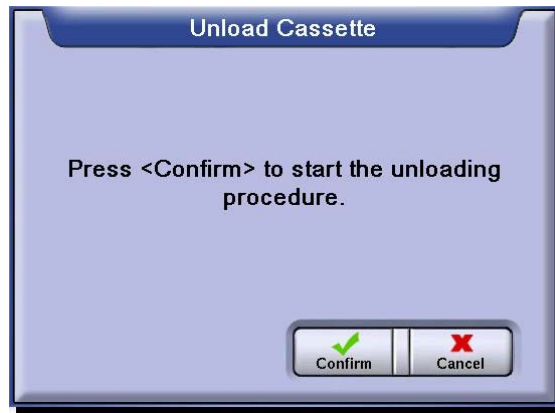 Unload Cassette
Press <Confirm> to start the unloading
procedure.
Confirm
Cancel